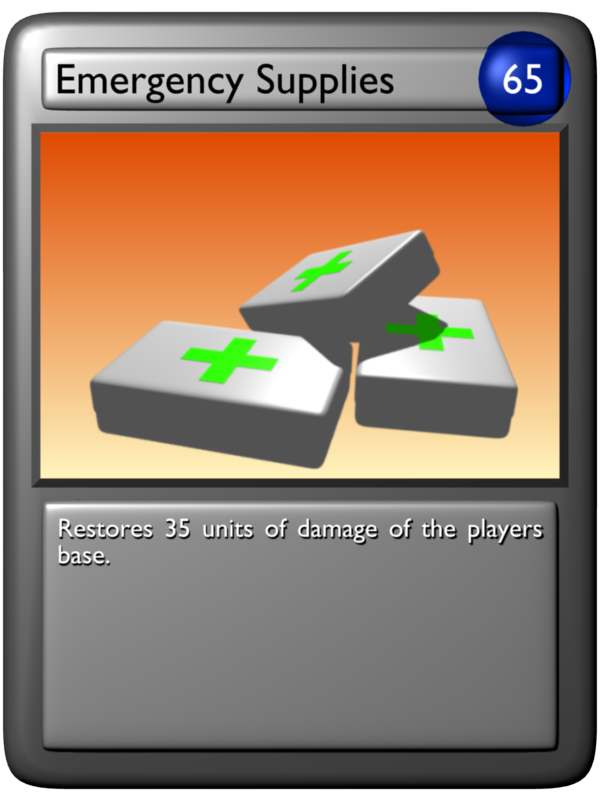 Emergency Supplies 65
Restores 35 units of damage of the players
base.